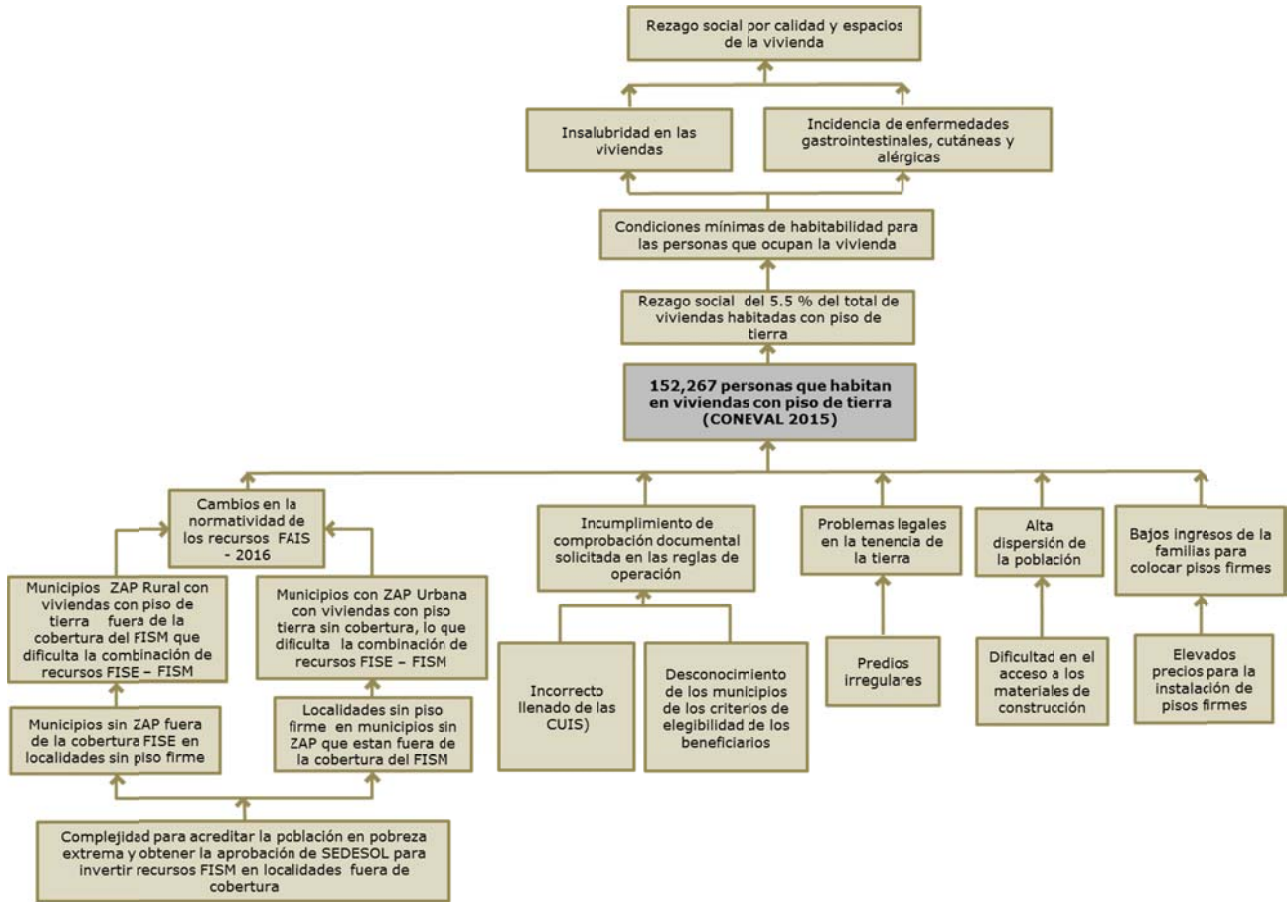 Rezago social por calidad y espacios
de la vivienda
Insalubridad en las
viviendas
Incidencia de enfermedades
gastrointestinales, cutáneas y
alérgicas
Condiciones mínimas de habitabilidad para
las personas que ocupan la vivienda
Rezago social del 5.5 % del total de
viviendas habitadas con piso de
tierra
152,267 personas que habitan
en viviendas con piso de tierra
(CONEVAL 2015)
Cambios en la
normatividad de
los recursos FAIS
- 2016
Incumplimiento de
comprobación documental
solicitada en las reglas de
operación
Problemas legales
en la tenencia de
la tierra
Alta
dispersión de
la población
Bajos ingresos de la
familias para
colocar pisos firmes
Municipios ZAP Rural con
viviendas con piso de
tierra fuera de la
cobertura del FISM que
dificulta la combinación de
recursos FISE – FISM
Municipios con ZAP Urbana
con viviendas con piso
tierra sin cobertura, lo que
dificulta la combinación de
recursos FISE – FISM
Incorrecto
llenado de las
CUIS)
Desconocimiento
de los municipios
de los criterios de
elegibilidad de los
beneficiarios
Predios
irregulares
Dificultad en el
acceso a los
materiales de
construcción
Elevados
precios para la
instalación de
pisos firmes
Municipios sin ZAP fuera
de la cobertura FISE en
localidades sin piso firme
Localidades sin piso
firme en municipios sin
ZAP que estan fuera de
la cobertura del FISM
Complejidad para acreditar la población en pobreza
extrema y obtener la aprobación de SEDESOL para
invertir recursos FISM en localidades fuera de
cobertura